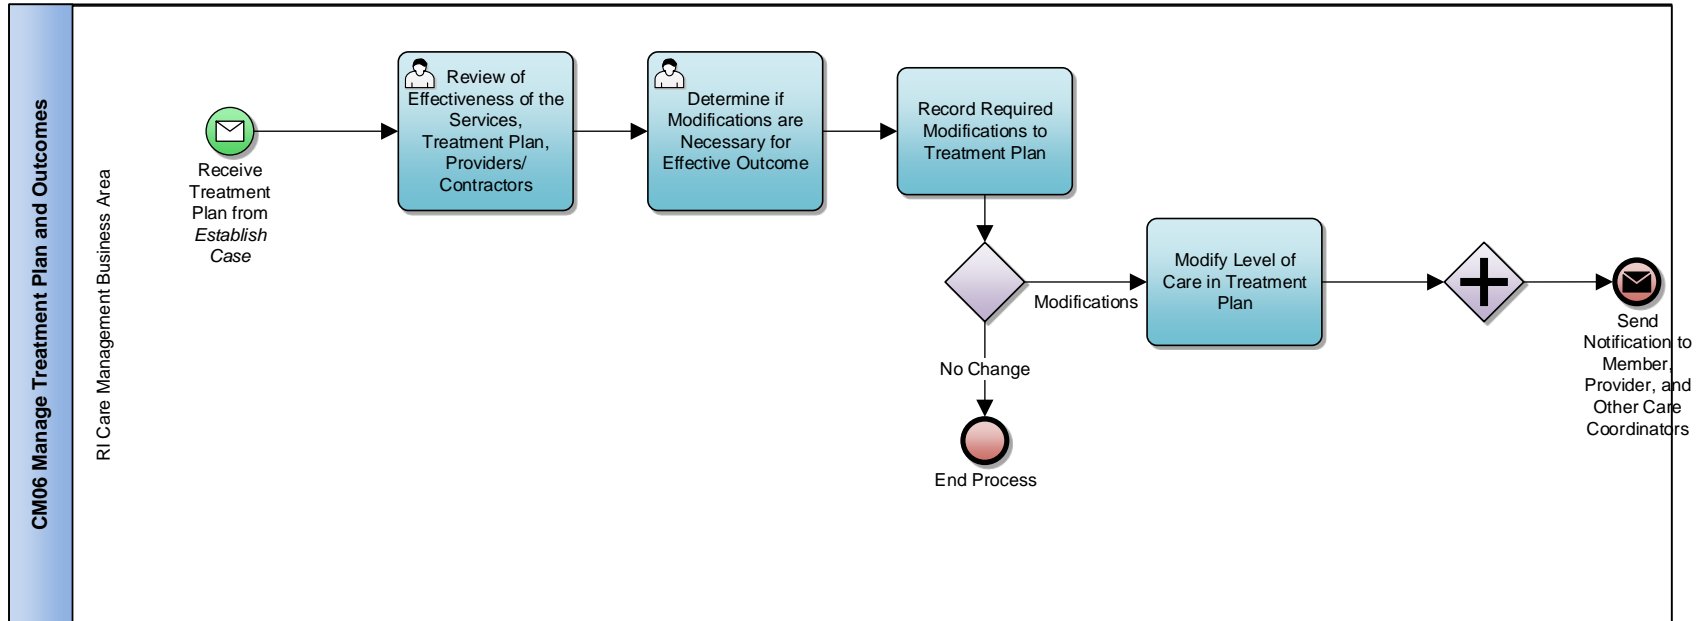 CM06 Manage Treatment Plan and Outcomes
RI Care Management Business Area
Receive
Treatment
Plan from
Establish
Case
Review of
Effectiveness of the
Services,
Treatment Plan,
Providers/
Contractors
Determine if
Modifications are
Necessary for
Effective Outcome
Record Required
Modifications to
Treatment Plan
Modifications
No Change
End Process
Modify Level of
Care in Treatment
Plan
Send
Notification to
Member,
Provider, and
Other Care
Coordinators